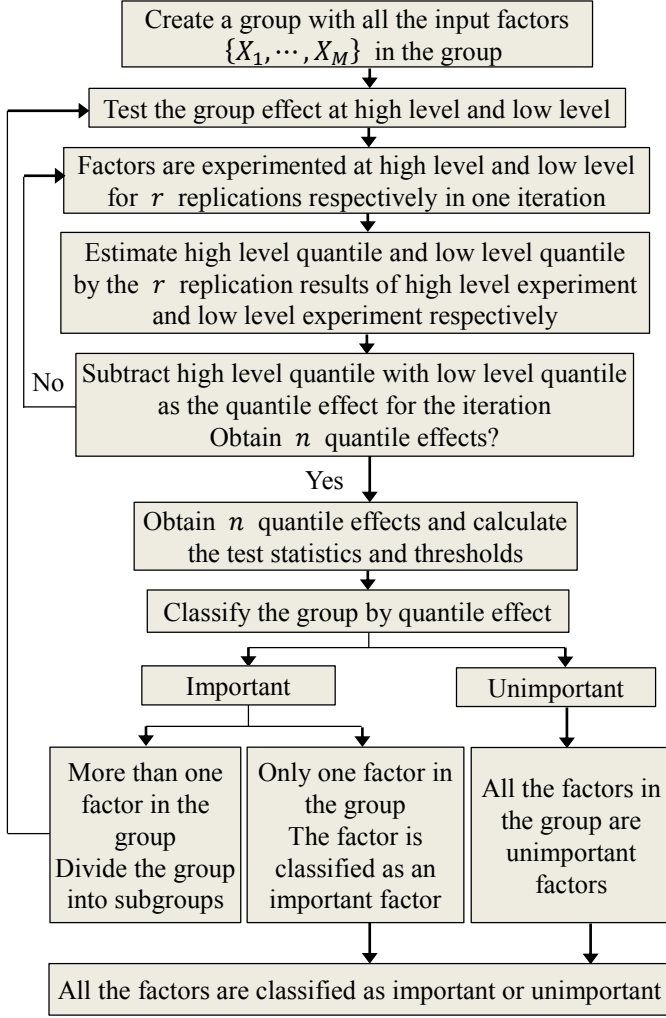 Create a group with all the input factors
{X₁, ⋯, X_M} in the group
Test the group effect at high level and low level
Factors are experimented at high level and low level
for r replications respectively in one iteration
Estimate high level quantile and low level quantile
by the r replication results of high level experiment
and low level experiment respectively
No
Subtract high level quantile with low level quantile
as the quantile effect for the iteration
Obtain n quantile effects?
Yes
Obtain n quantile effects and calculate
the test statistics and thresholds
Classify the group by quantile effect
Important
Unimportant
More than one
factor in the
group
Divide the group
into subgroups
Only one factor in
the group
The factor is
classified as an
important factor
All the factors in
the group are
unimportant
factors
All the factors are classified as important or unimportant